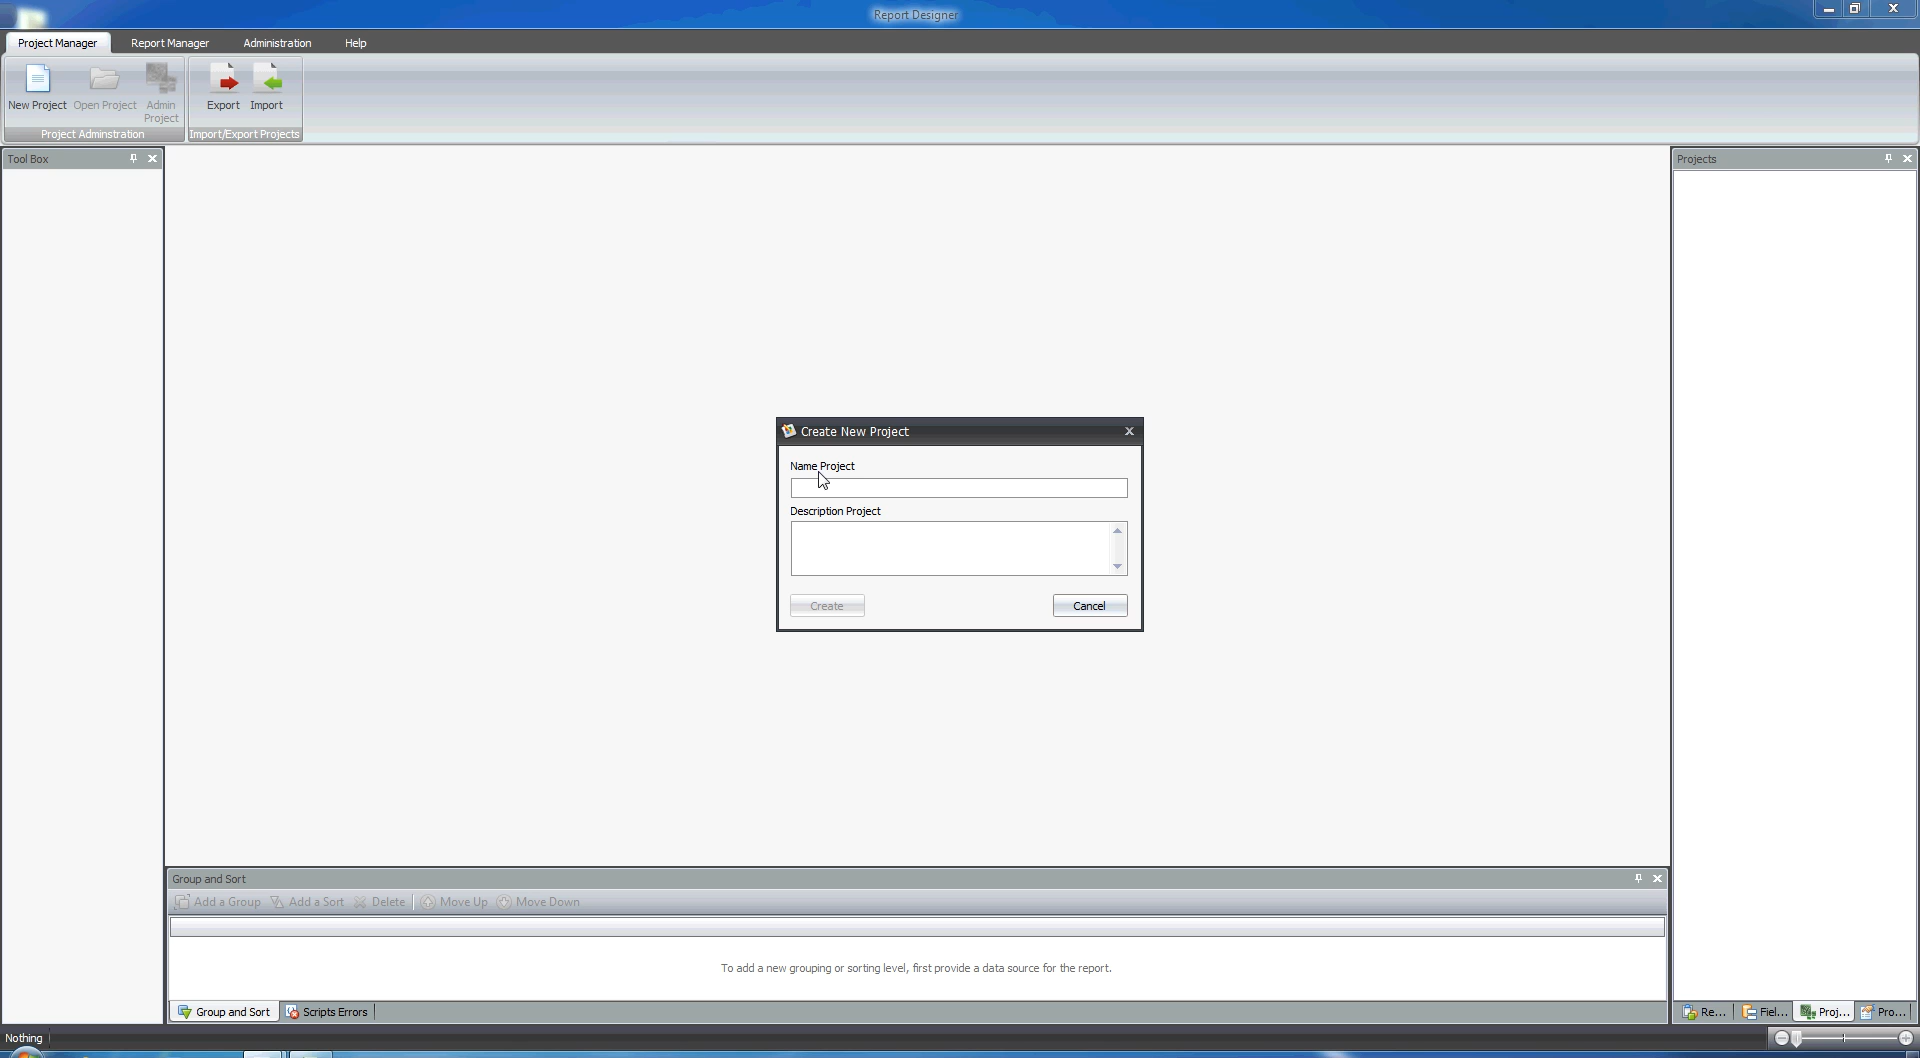 Report Designer
Project Manager
Report Manager
Administration
Help
New Project
Open Project
Admin
Project
Export
Import
Project Adminstration
Import/Export Projects
Tool Box
Projects
Create New Project
Name Project
Description Project
Create
Cancel
Group and Sort
Add a Group
Add a Sort
Delete
Move Up
Move Down
To add a new grouping or sorting level, first provide a data source for the report.
Group and Sort
Scripts Errors
Re...
Fiel...
Proj...
Pro...
Nothing